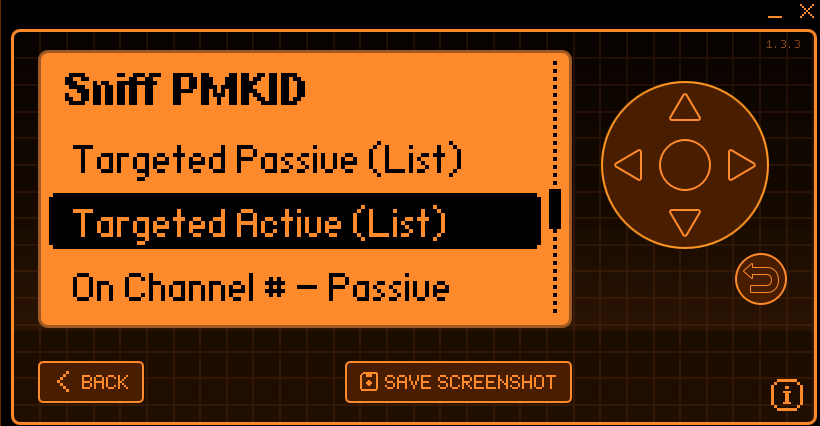 1.3.3
Sniff PMKID
Targeted Passive (List)
Targeted Active (List)
On Channel # - Passive
BACK
SAVE SCREENSHOT
i